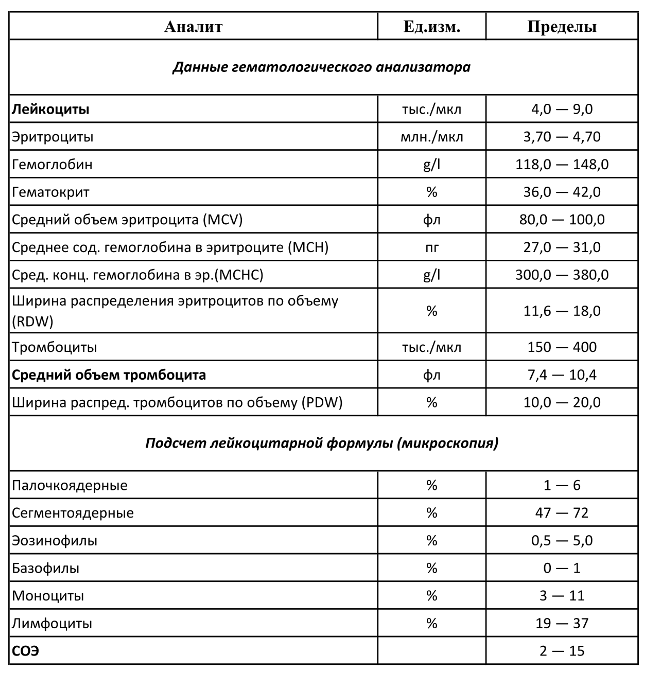 Аналит Ед.изм. Пределы
Данные гематологического анализатора
Лейкоциты тыс./мкл 4,0 — 9,0
Эритроциты млн./мкл 3,70 — 4,70
Гемоглобин g/l 118,0 — 148,0
Гематокрит % 36,0 — 42,0
Средний объем эритроцита (MCV) фл 80,0 — 100,0
Среднее сод. гемоглобина в эритроците (MCH) пг 27,0 — 31,0
Сред. конц. гемоглобина в эр.(MCHC) g/l 300,0 — 380,0
Ширина распределения эритроцитов по объему
(RDW) % 11,6 — 18,0
Тромбоциты тыс./мкл 150 — 400
Средний объем тромбоцита фл 7,4 — 10,4
Ширина распред. тромбоцитов по объему (PDW) % 10,0 — 20,0
Подсчет лейкоцитарной формулы (микроскопия)
Палочкоядерные % 1 — 6
Сегментоядерные % 47 — 72
Эозинофилы % 0,5 — 5,0
Базофилы % 0 — 1
Моноциты % 3 — 11
Лимфоциты % 19 — 37
СОЭ 2 — 15